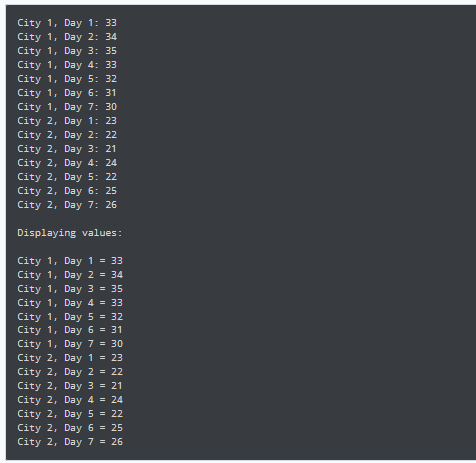 City 1, Day 1: 33
City 1, Day 2: 34
City 1, Day 3: 35
City 1, Day 4: 33
City 1, Day 5: 32
City 1, Day 6: 31
City 1, Day 7: 30
City 2, Day 1: 23
City 2, Day 2: 22
City 2, Day 3: 21
City 2, Day 4: 24
City 2, Day 5: 22
City 2, Day 6: 25
City 2, Day 7: 26
Displaying values:
City 1, Day 1 = 33
City 1, Day 2 = 34
City 1, Day 3 = 35
City 1, Day 4 = 33
City 1, Day 5 = 32
City 1, Day 6 = 31
City 1, Day 7 = 30
City 2, Day 1 = 23
City 2, Day 2 = 22
City 2, Day 3 = 21
City 2, Day 4 = 24
City 2, Day 5 = 22
City 2, Day 6 = 25
City 2, Day 7 = 26